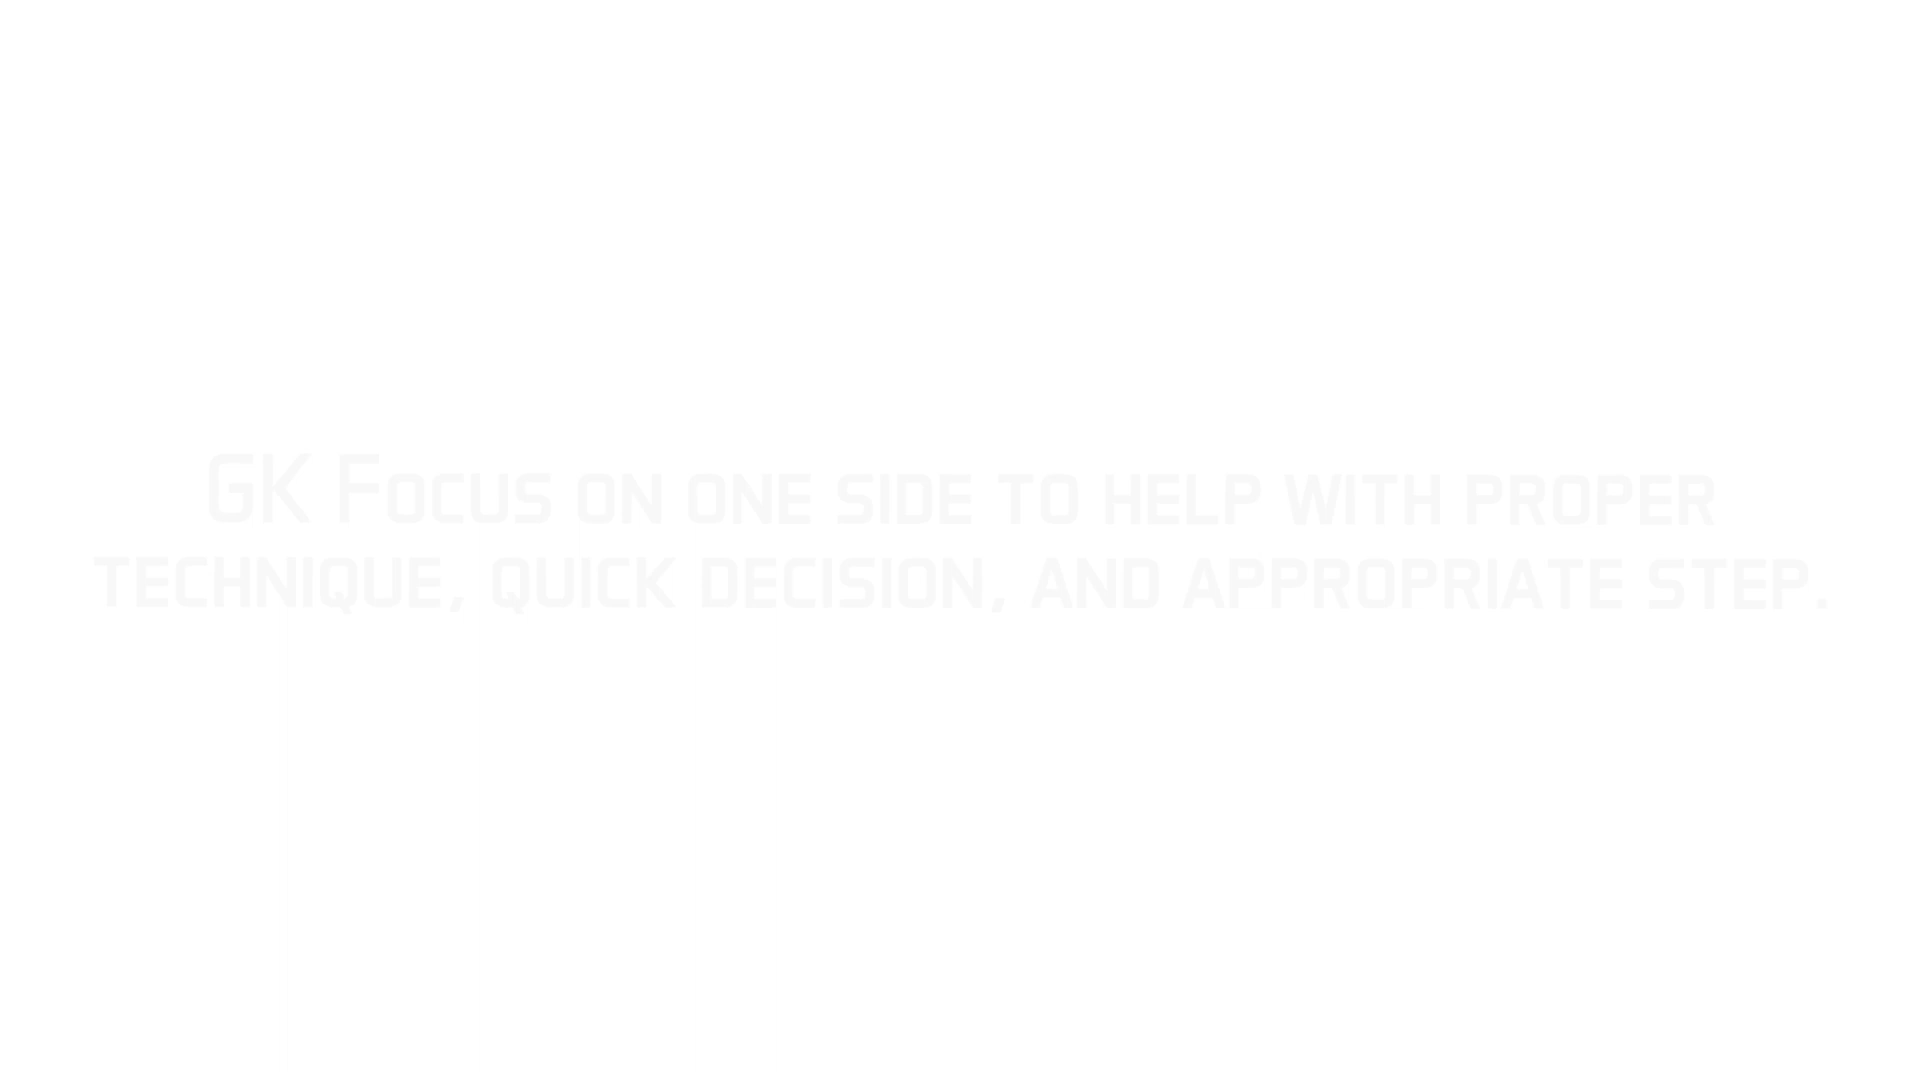 GK Focus on one side to help with proper
technique, quick decision, and appropriate step.